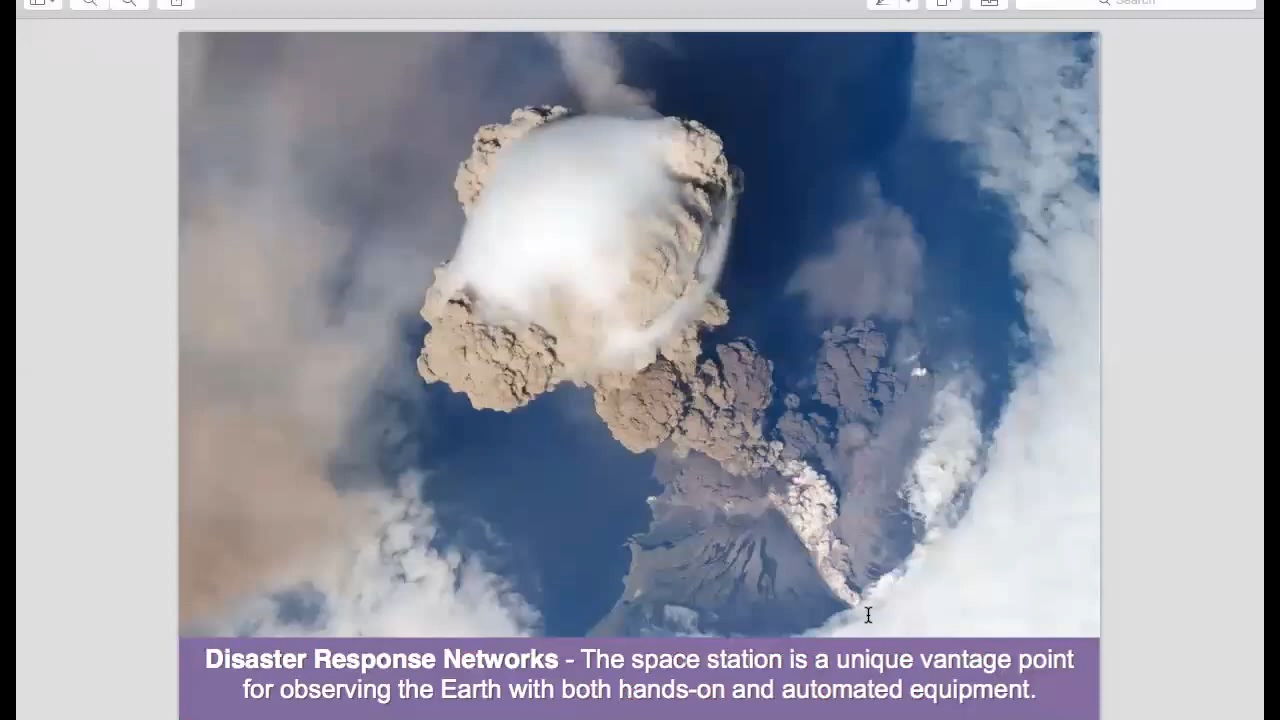 Search
Disaster Response Networks - The space station is a unique vantage point
for observing the Earth with both hands-on and automated equipment.